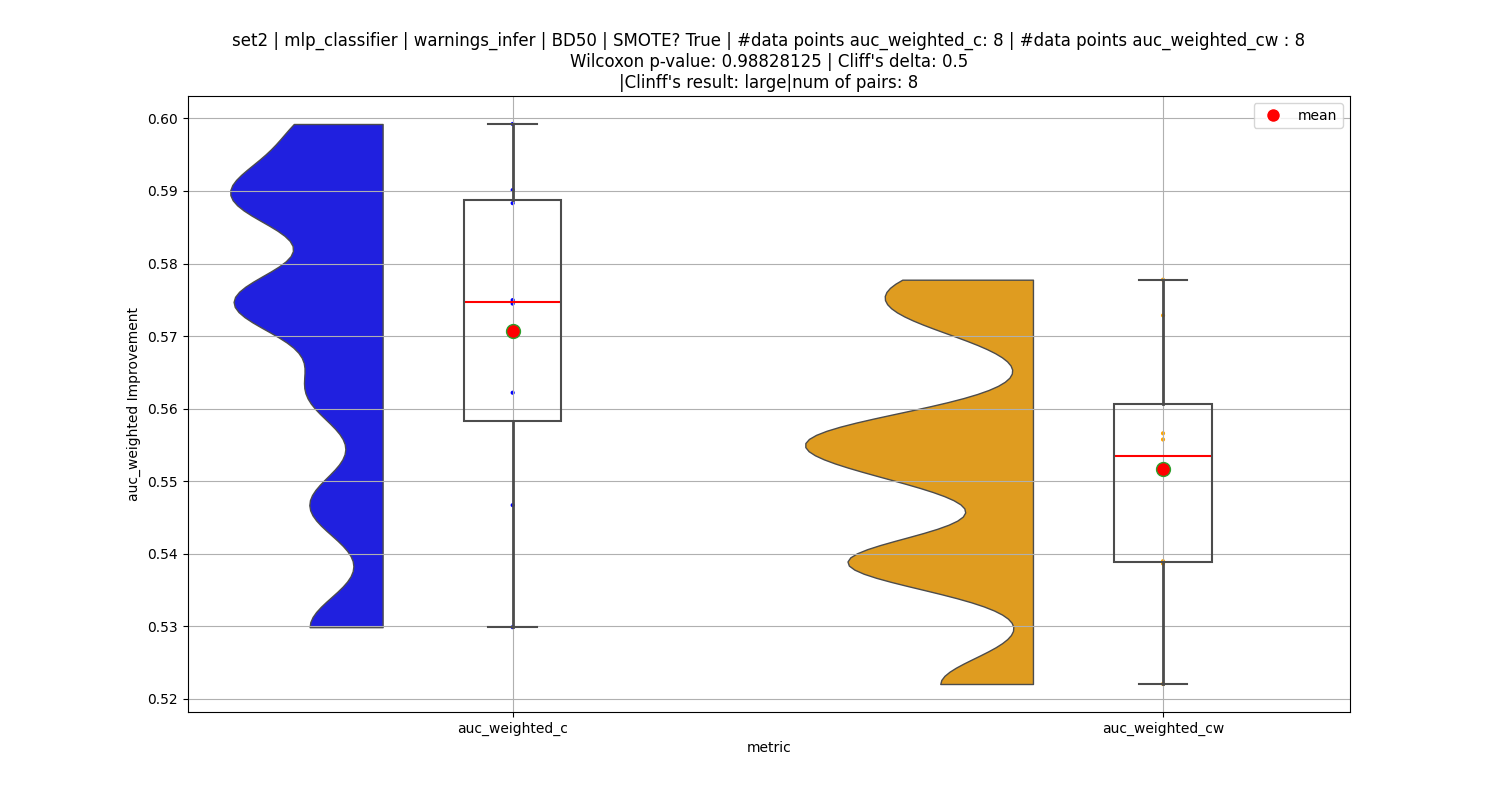 set2 | mlp_classifier | warnings_infer | BD50 | SMOTE? True | #data points auc_weighted_c: 8 | #data points auc_weighted_cw : 8
Wilcoxon p-value: 0.98828125 | Cliff's delta: 0.5
|Clinff's result: large|num of pairs: 8
mean
0.60
0.59
0.58
0.57
0.56
0.55
0.54
0.53
0.52
auc_weighted Improvement
auc_weighted_c
auc_weighted_cw
metric